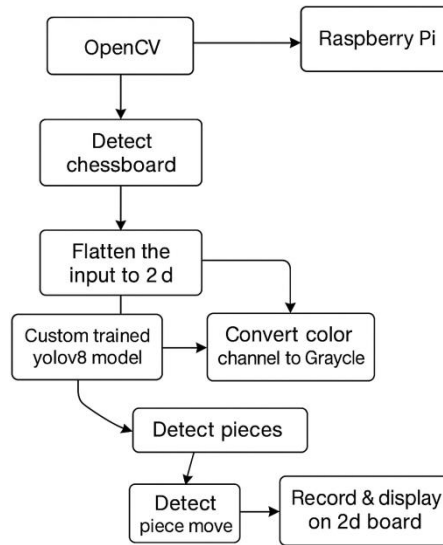 OpenCV
Raspberry Pi
Detect
chessboard
Flatten the
input to 2 d
Custom trained
yolov8 model
Convert color
channel to Graycle
Detect pieces
Detect
piece move
Record & display
on 2d board